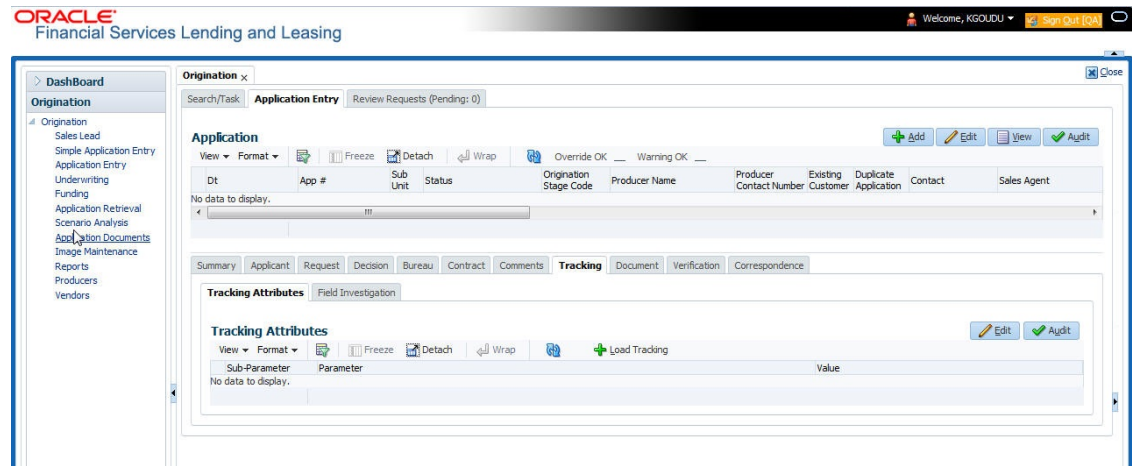 ORACLE
Financial Services Lending and Leasing
Welcome, KGOUDU
Sign Out [QA]
Close
DashBoard
Origination
Origination
Sales Lead
Simple Application Entry
Application Entry
Underwriting
Funding
Application Retrieval
Scenario Analysis
Application Documents
Image Maintenance
Reports
Producers
Vendors
Origination
Search/Task Application Entry Review Requests (Pending: 0)
Application
Add Edit View Audit
View Format Freeze Detach Wrap Override OK Warning OK
Dt App # Sub Unit Status Origination Stage Code Producer Name Producer Contact Number Existing Customer Duplicate Application Contact Sales Agent
No data to display.
Summary Applicant Request Decision Bureau Contract Comments Tracking Document Verification Correspondence
Tracking Attributes Field Investigation
Tracking Attributes
Edit Audit
View Format Freeze Detach Wrap Load Tracking
Sub-Parameter Parameter Value
No data to display.